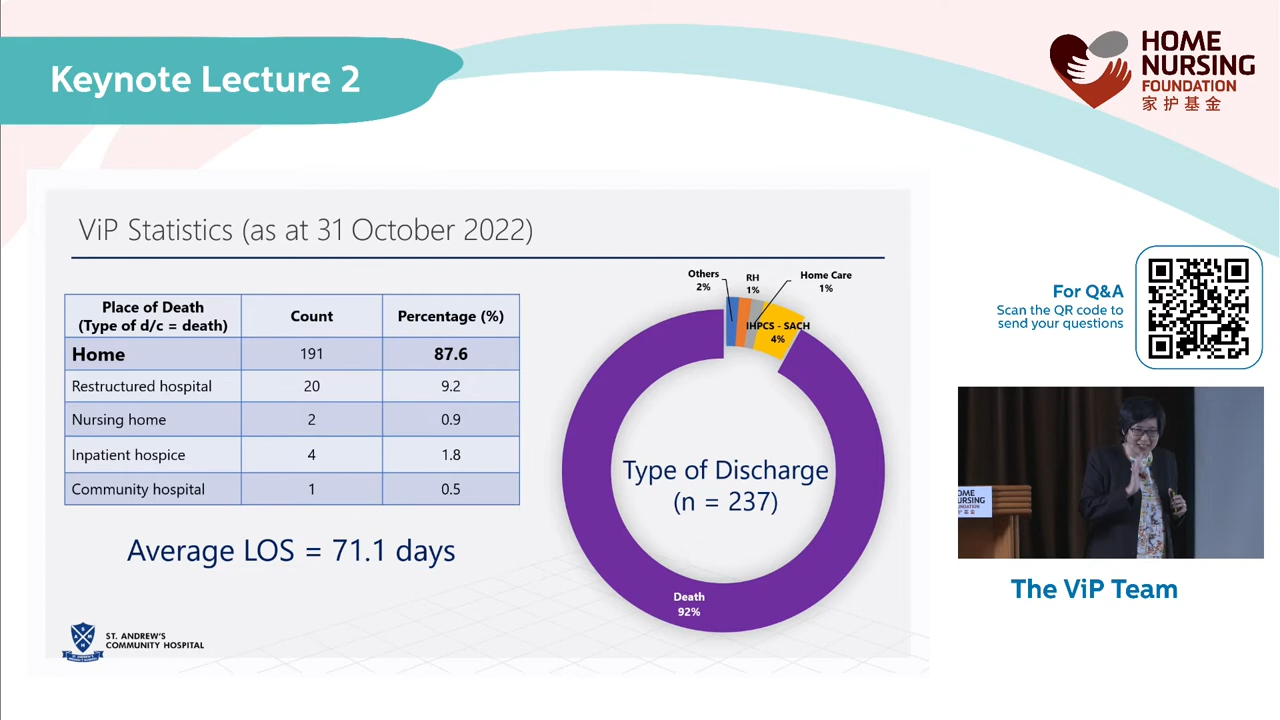 Keynote Lecture 2
HOME
NURSING
FOUNDATION
家护基金
ViP Statistics (as at 31 October 2022)
Place of Death
(Type of d/c = death)
Count
Percentage (%)
Home
191
87.6
Restructured hospital
20
9.2
Nursing home
2
0.9
Inpatient hospice
4
1.8
Community hospital
1
0.5
Average LOS = 71.1 days
Others
2%
RH
1%
Home Care
1%
IHPCS - SACH
4%
Type of Discharge
(n = 237)
Death
92%
ST. ANDREW'S
COMMUNITY HOSPITAL
For Q&A
Scan the QR code to
send your questions
OME
URSING
FOUNDATION
The ViP Team